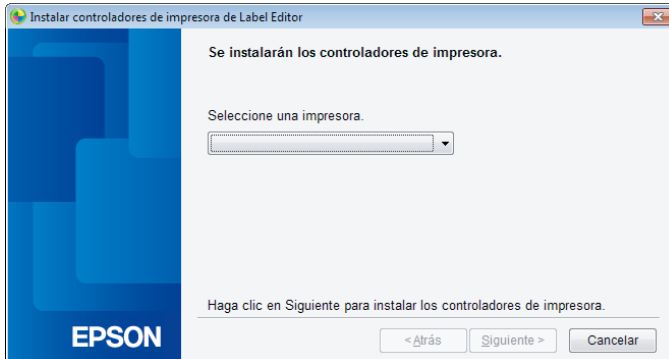 Instalar controladores de impresora de Label Editor
Se instalarán los controladores de impresora.
Seleccione una impresora.
Haga clic en Siguiente para instalar los controladores de impresora.
EPSON
< Atrás
Siguiente >
Cancelar